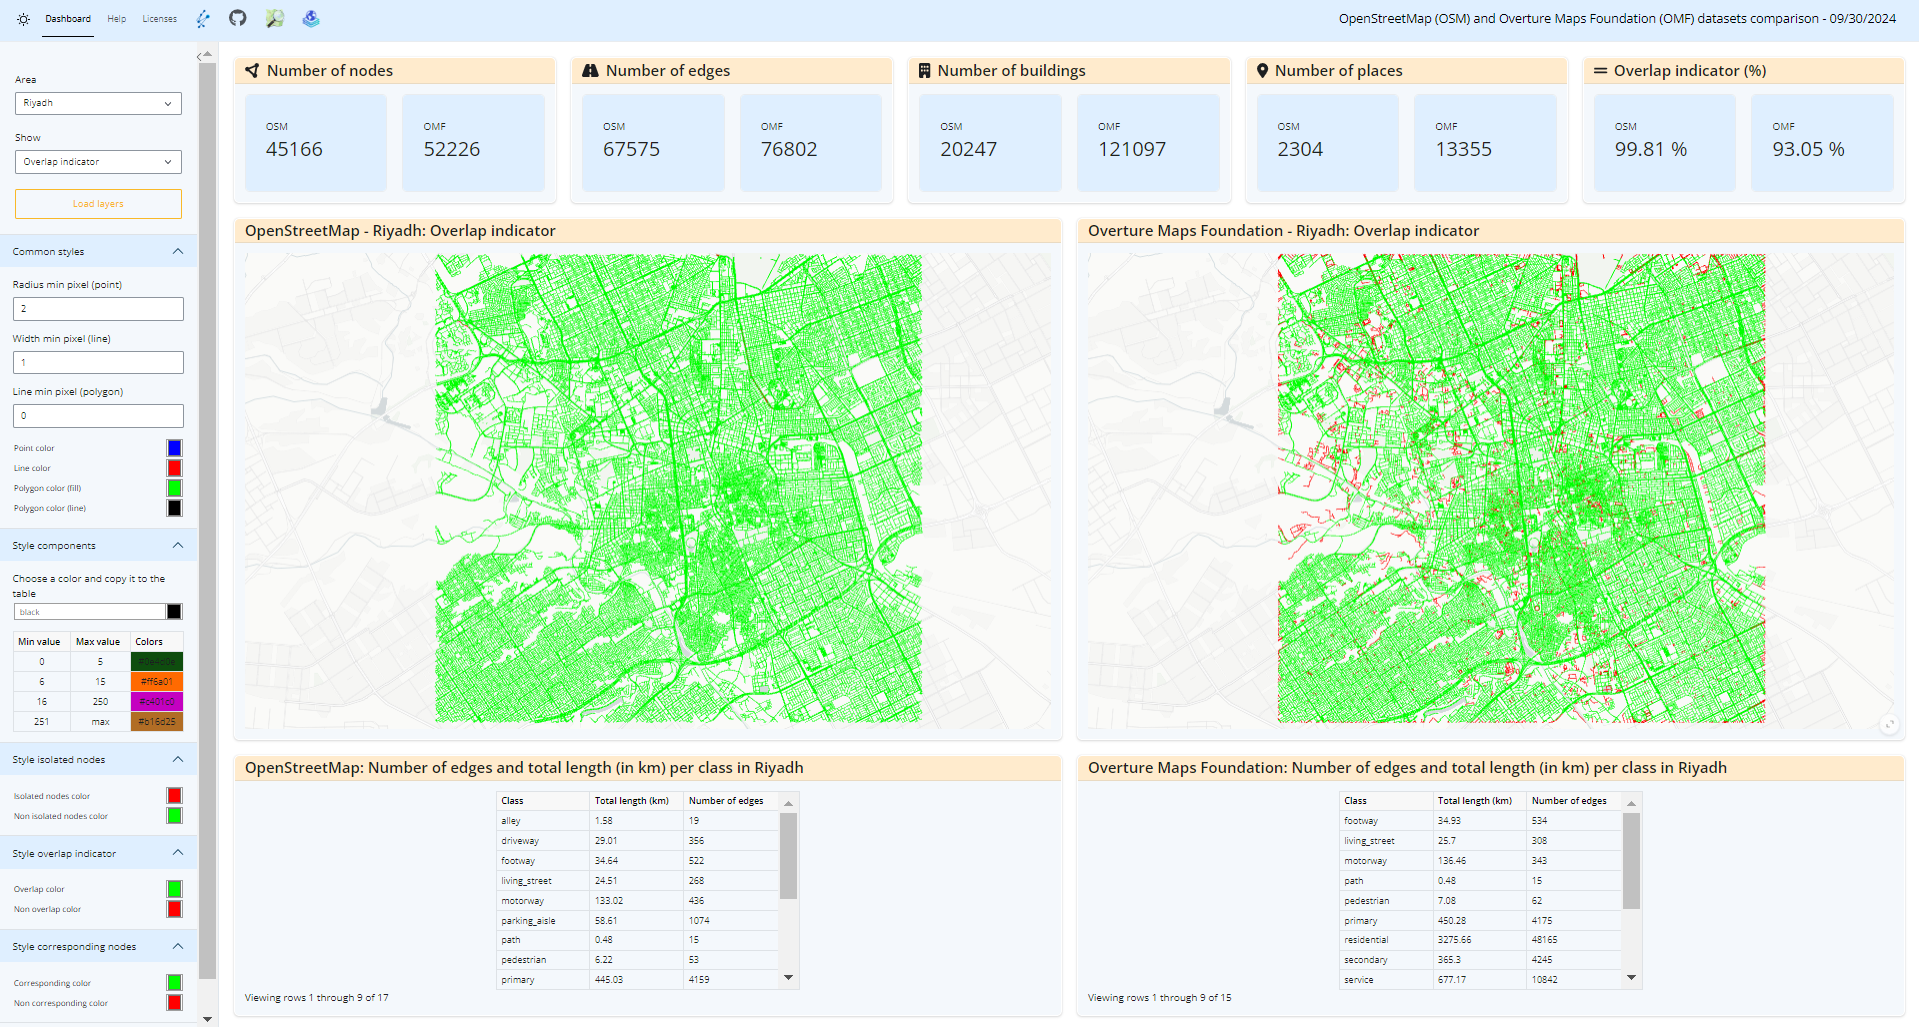 Dashboard Help Licenses OpenStreetMap (OSM) and Overture Maps Foundation (OMF) datasets comparison - 09/30/2024
Area
Riyadh
Show
Overlap indicator
Load layers
Common styles
Radius min pixel (point)
2
Width min pixel (line)
1
Line min pixel (polygon)
0
Point color
Line color
Polygon color (fill)
Polygon color (line)
Style components
Choose a color and copy it to the
table
black
Min value Max value Colors
0 5
6 15 #ff6a01
16 250 #c401c0
251 max #b16d25
Style isolated nodes
Isolated nodes color
Non isolated nodes color
Style overlap indicator
Overlap color
Non overlap color
Style corresponding nodes
Corresponding color
Non corresponding color
Number of nodes
OSM OMF
45166 52226
Number of edges
OSM OMF
67575 76802
Number of buildings
OSM OMF
20247 121097
Number of places
OSM OMF
2304 13355
Overlap indicator (%)
OSM OMF
99.81 % 93.05 %
OpenStreetMap - Riyadh: Overlap indicator
Overture Maps Foundation - Riyadh: Overlap indicator
OpenStreetMap: Number of edges and total length (in km) per class in Riyadh
Class Total length (km) Number of edges
alley 1.58 19
driveway 29.01 356
footway 34.64 522
living_street 24.51 268
motorway 133.02 436
parking_aisle 58.61 1074
path 0.48 15
pedestrian 6.22 53
primary 445.03 4159
Viewing rows 1 through 9 of 17
Overture Maps Foundation: Number of edges and total length (in km) per class in Riyadh
Class Total length (km) Number of edges
footway 34.93 534
living_street 25.7 308
motorway 136.46 343
path 0.48 15
pedestrian 7.08 62
primary 450.28 4175
residential 3275.66 48165
secondary 365.3 4245
service 677.17 10842
Viewing rows 1 through 9 of 15